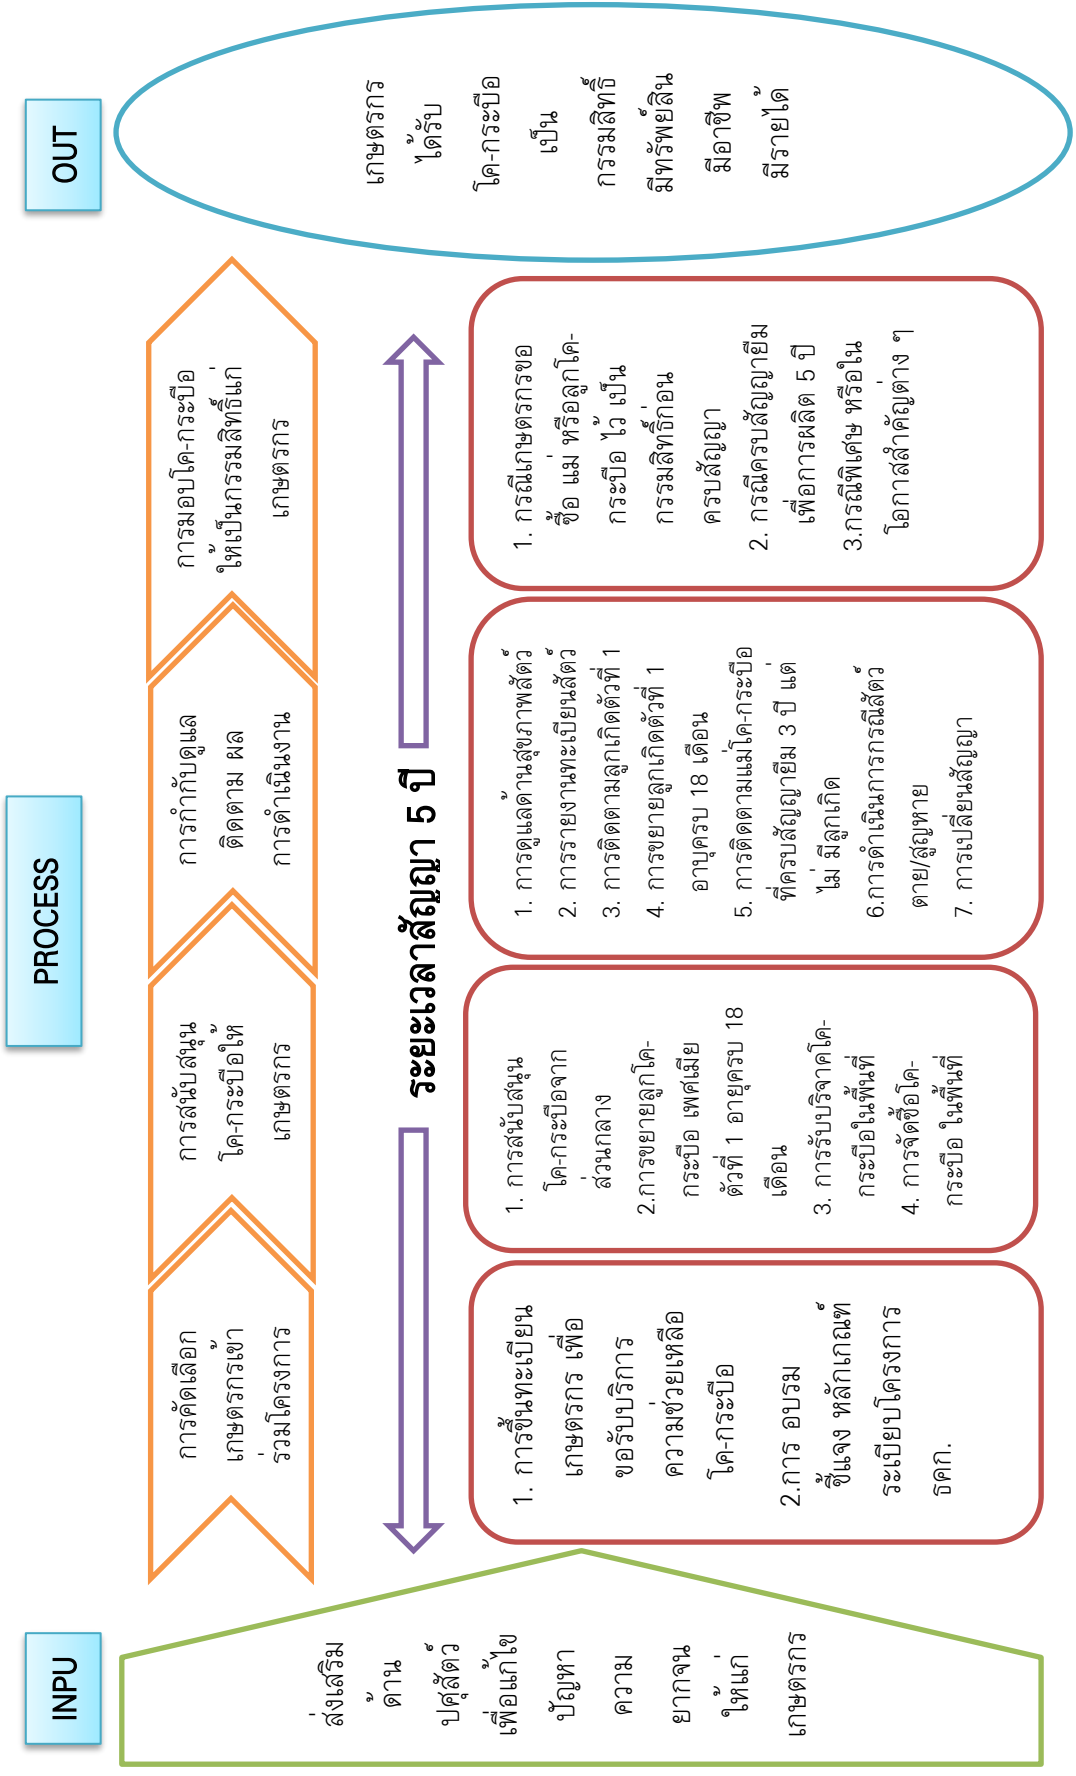 INPU
PROCESS
OUT
ส่งเสริม
ด้าน
ปศุสัตว์
เพื่อแก้ไข
ปัญหา
ความ
ยากจน
ให้แก่
เกษตรกร
การคัดเลือก
เกษตรกรเข้า
ร่วมโครงการ
การสนับสนุน
โค-กระบือให้
เกษตรกร
การกำกับดูแล
ติดตาม ผล
การดำเนินงาน
การมอบโค-กระบือ
ให้เป็นกรรมสิทธิ์แก่
เกษตรกร
ระยะเวลาสัญญา 5 ปี
1. การขึ้นทะเบียน
เกษตรกร เพื่อ
ขอรับบริการ
ความช่วยเหลือ
โค-กระบือ
2.การ อบรม
ชี้แจง หลักเกณฑ์
ระเบียบโครงการ
ธคก.
1. การสนับสนุน
โค-กระบือจาก
ส่วนกลาง
2.การขยายลูกโค-
กระบือ เพศเมีย
ตัวที่ 1 อายุครบ 18
เดือน
3. การรับบริจาคโค-
กระบือในพื้นที่
4. การจัดซื้อโค-
กระบือ ในพื้นที่
1. การดูแลด้านสุขภาพสัตว์
2. การรายงานทะเบียนสัตว์
3. การติดตามลูกเกิดตัวที่ 1
4. การขยายลูกเกิดตัวที่ 1
อายุครบ 18 เดือน
5. การติดตามแม่โค-กระบือ
ที่ครบสัญญายืม 3 ปี แต่
ไม่ มีลูกเกิด
6.การดำเนินการกรณีสัตว์
ตาย/สูญหาย
7. การเปลี่ยนสัญญา
1. กรณีเกษตรกรขอ
ซื้อ แม่ หรือลูกโค-
กระบือ ไว้ เป็น
กรรมสิทธิ์ก่อน
ครบสัญญา
2. กรณีครบสัญญายืม
เพื่อการผลิต 5 ปี
3.กรณีพิเศษ หรือใน
โอกาสสำคัญต่าง ๆ
เกษตรกร
ได้รับ
โค-กระบือ
เป็น
กรรมสิทธิ์
มีทรัพย์สิน
มีอาชีพ
มีรายได้